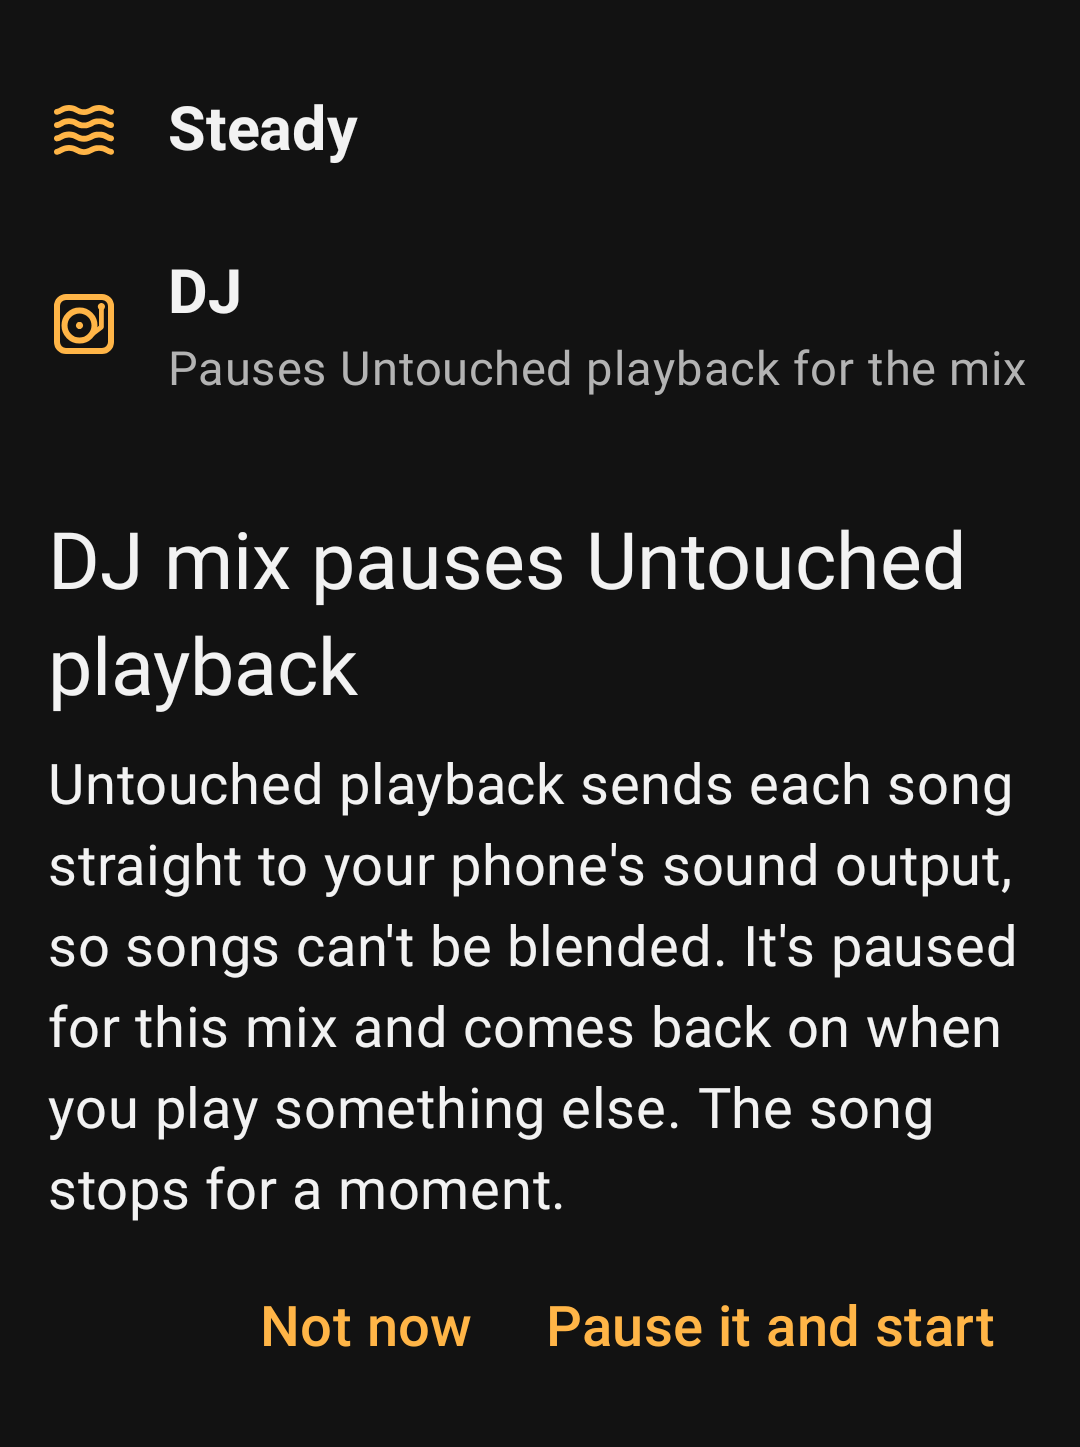 Steady
DJ
Pauses Untouched playback for the mix
DJ mix pauses Untouched
playback
Untouched playback sends each song
straight to your phone's sound output,
so songs can't be blended. It's paused
for this mix and comes back on when
you play something else. The song
stops for a moment.
Not now Pause it and start